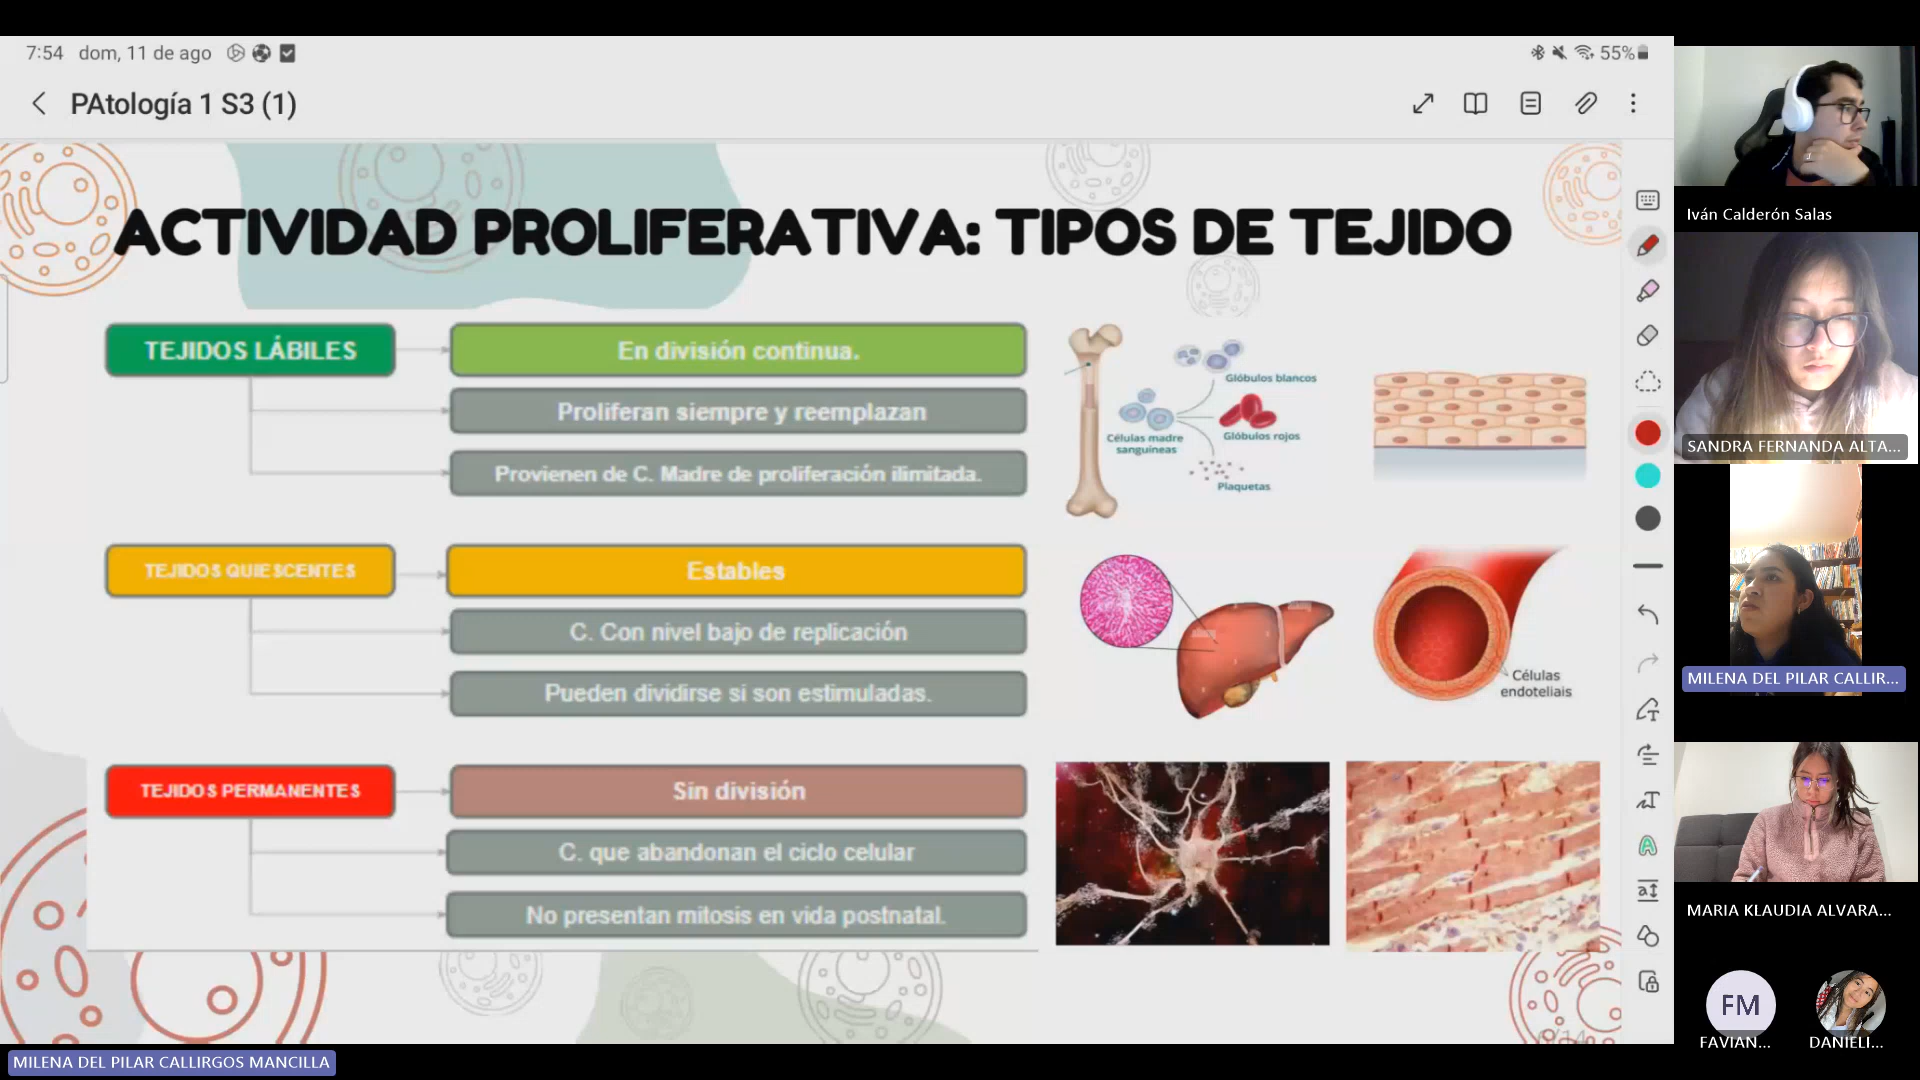 7:54 dom, 11 de ago
55%
PAtología 1 S3 (1)
ACTIVIDAD PROLIFERATIVA: TIPOS DE TEJIDO
TEJIDOS LÁBILES
En división continua.
Proliferan siempre y reemplazan
Provienen de C. Madre de proliferación ilimitada.
Glóbulos blancos
Células madre
sanguíneas
Glóbulos rojos
Plaquetas
TEJIDOS QUIESCENTES
Estables
C. Con nivel bajo de replicación
Pueden dividirse si son estimuladas.
Células
endoteliais
TEJIDOS PERMANENTES
Sin división
C. que abandonan el ciclo celular
No presentan mitosis en vida postnatal.
MILENA DEL PILAR CALLIRGOS MANCILLA
Iván Calderón Salas
SANDRA FERNANDA ALTA...
MILENA DEL PILAR CALLIR...
MARIA KLAUDIA ALVARA...
FM
FAVIAN...
DANIELI...